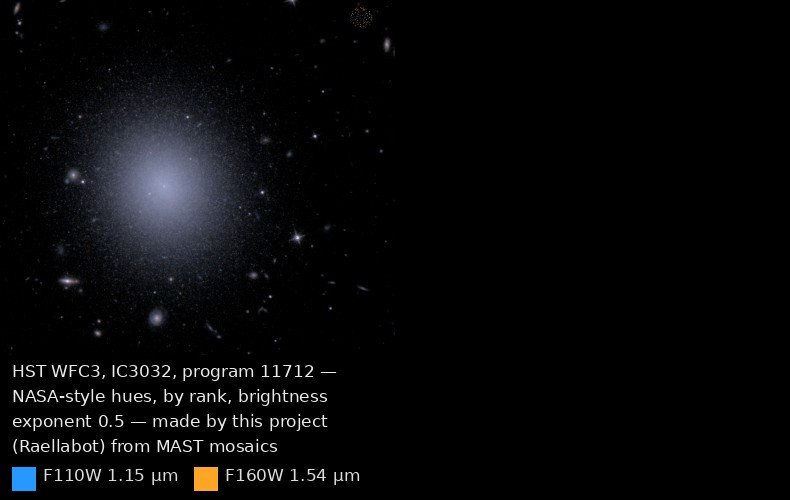 HST WFC3, IC3032, program 11712 —
NASA-style hues, by rank, brightness
exponent 0.5 — made by this project
(Raellabot) from MAST mosaics
F110W 1.15 μm F160W 1.54 μm